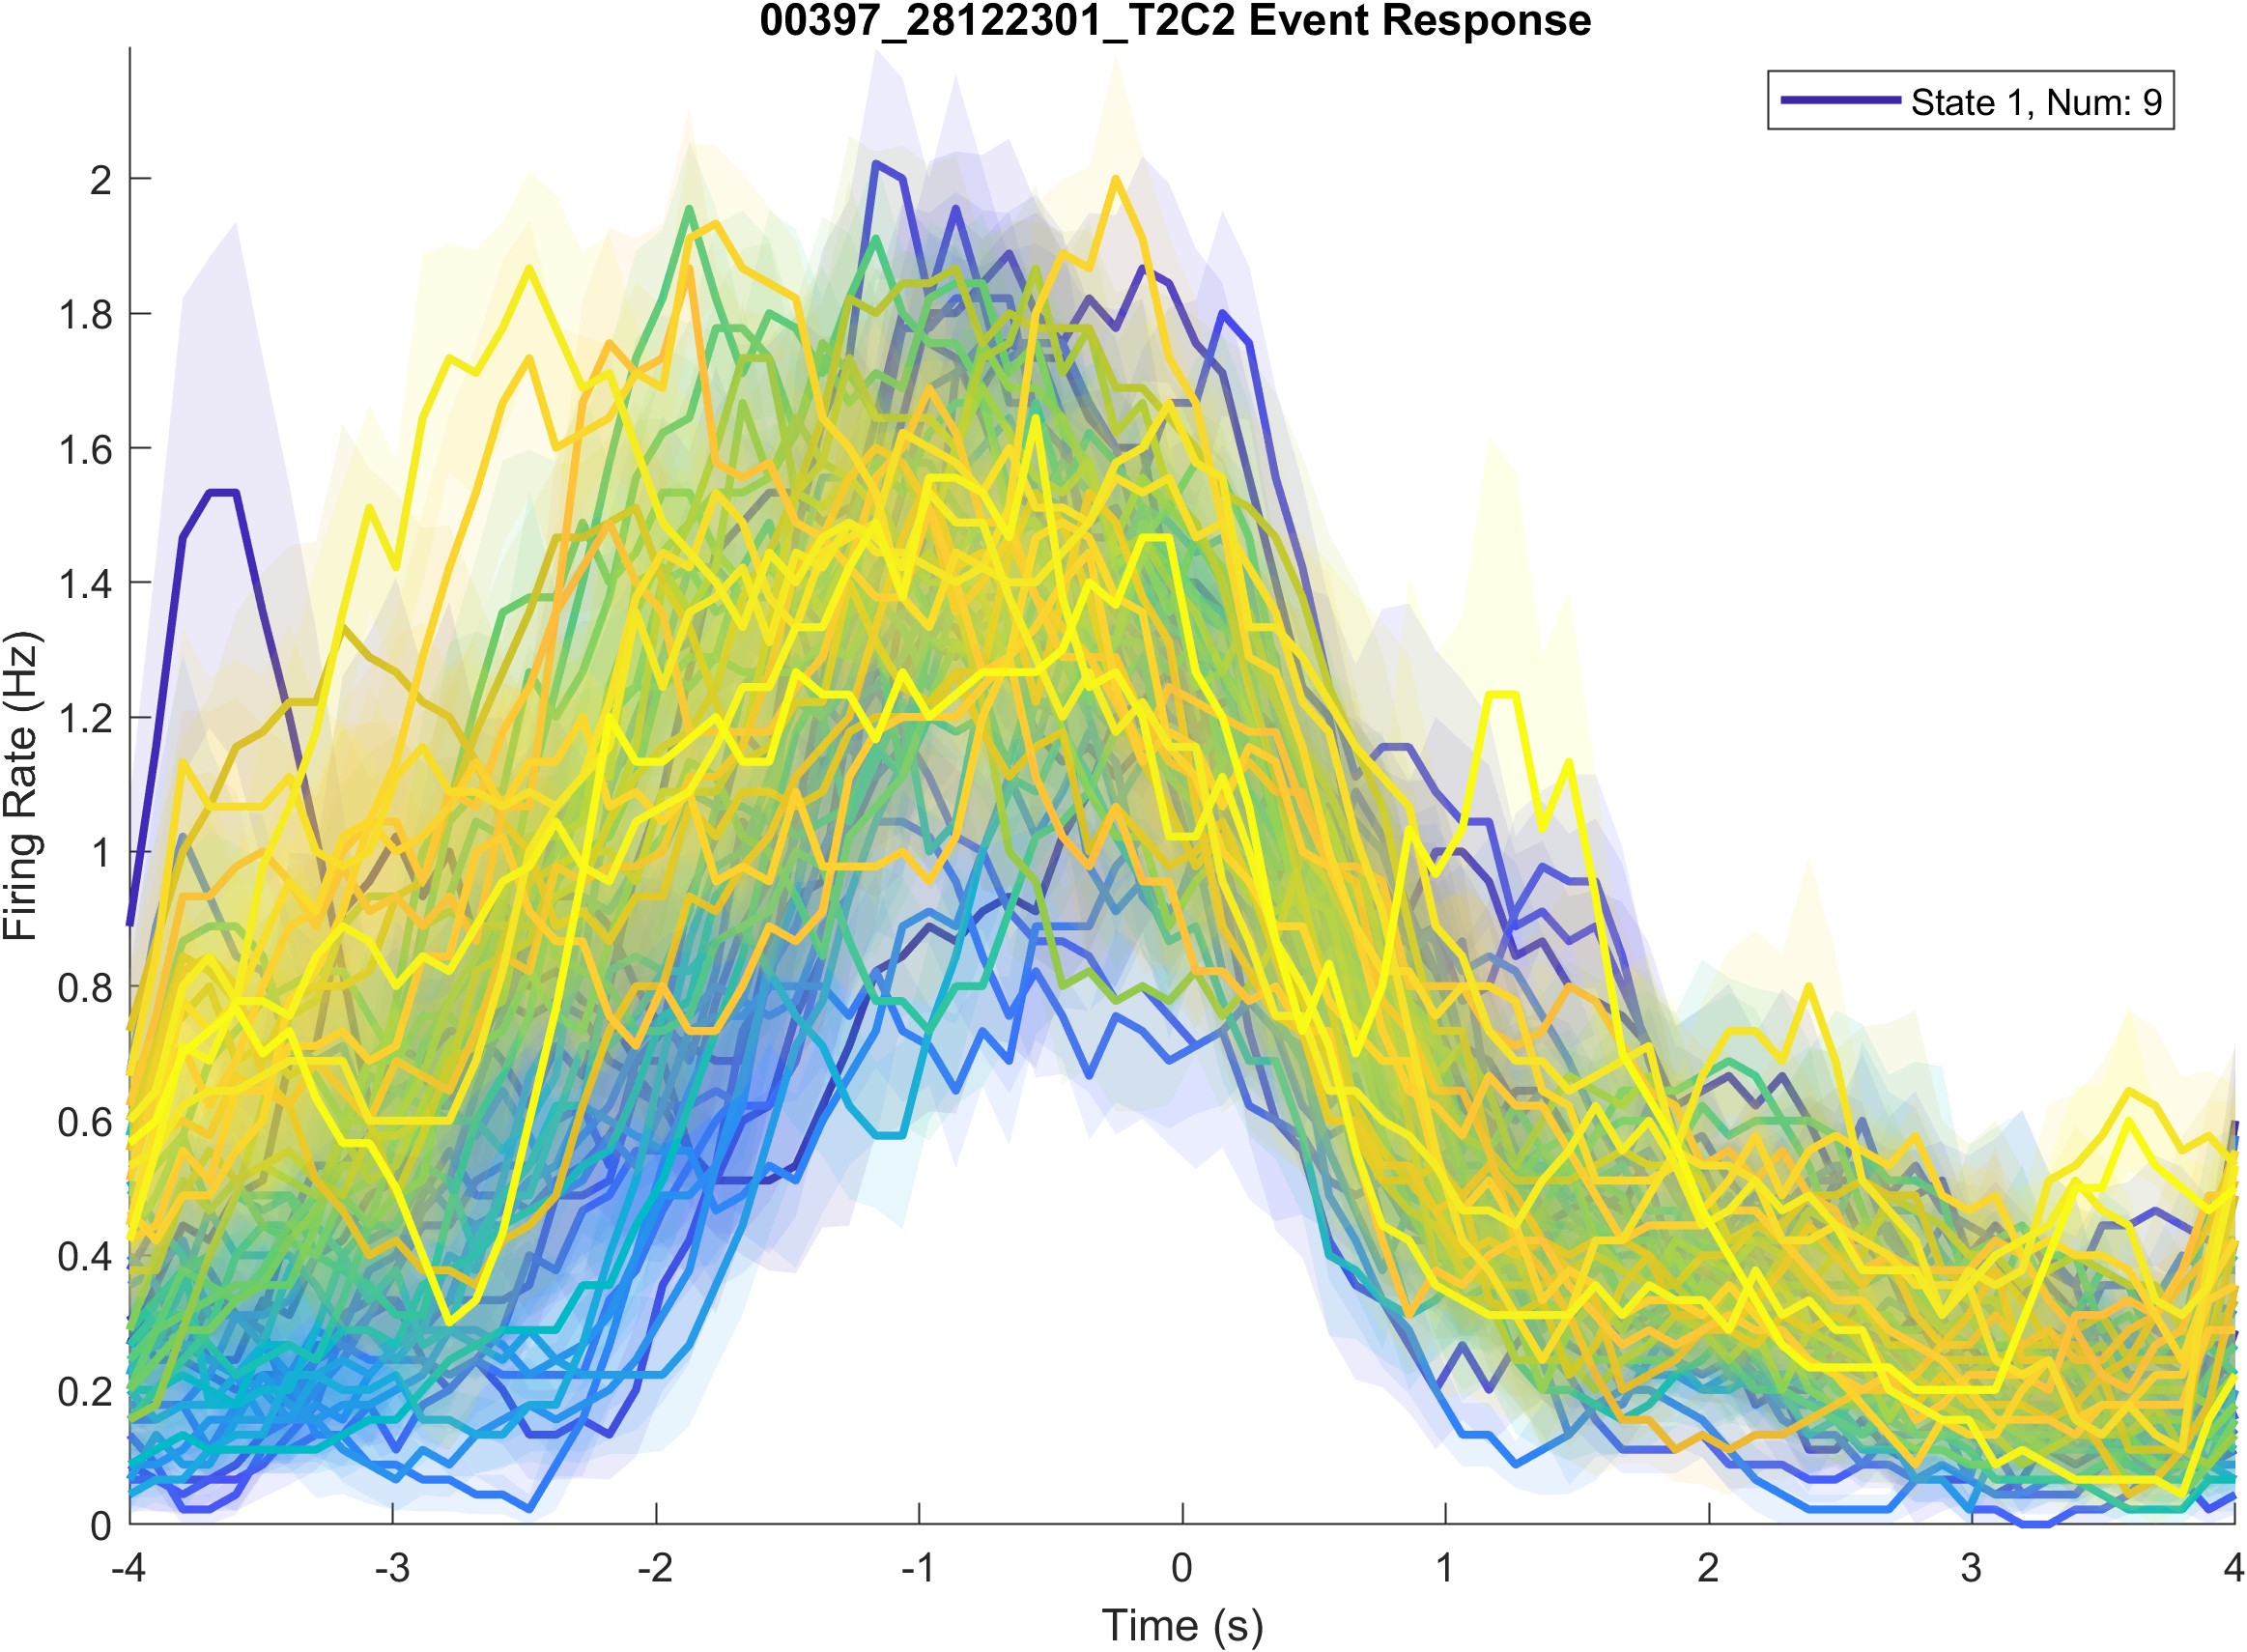 00397_28122301_T2C2 Event Response
State 1, Num: 9
2
1.8
1.6
1.4
1.2
1
0.8
0.6
0.4
0.2
0
Firing Rate (Hz)
-4 -3 -2 -1 0 1 2 3 4
Time (s)